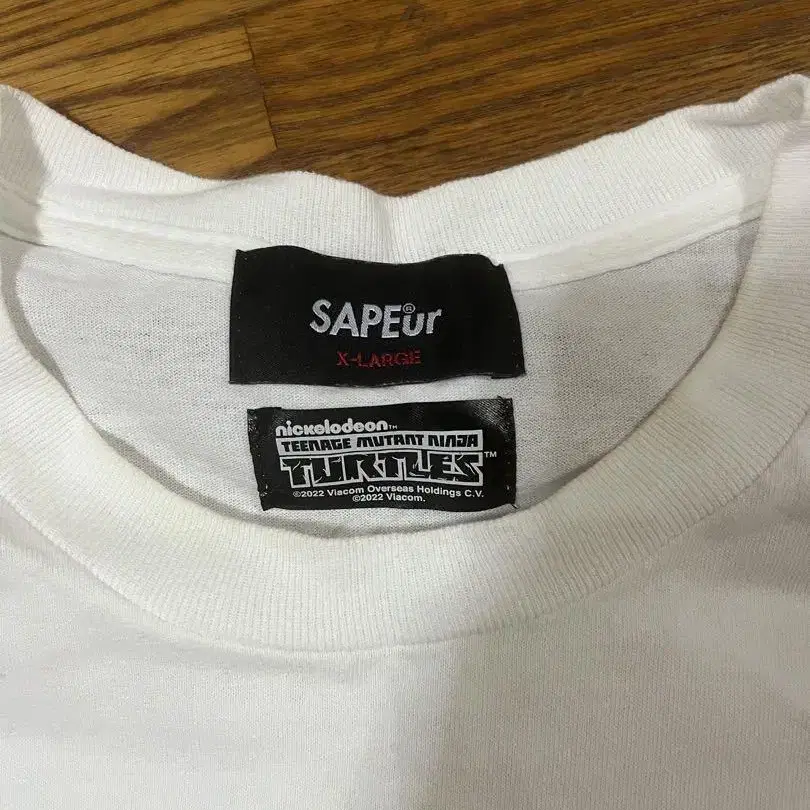 SAPEur®
X-LARGE
nickelodeon™
TEENAGE MUTANT NINJA
TURTLES™
©2022 Viacom Overseas Holdings C.V.
©2022 Viacom.